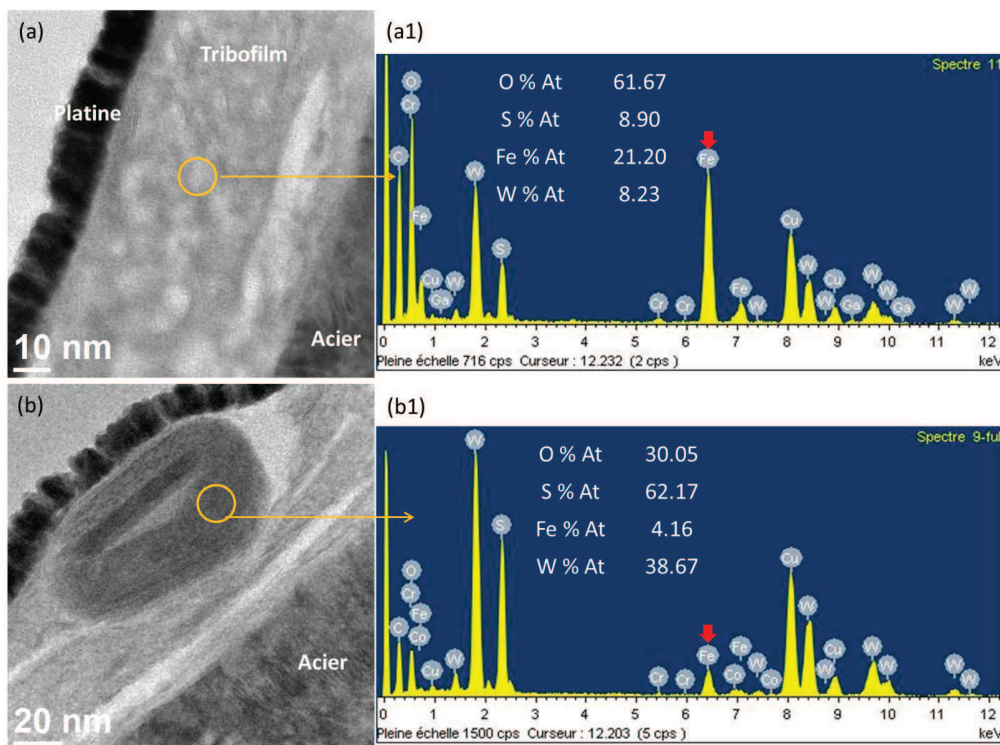 (a)
Tribofilm
Platine
Acier
10 nm
(a1)
Spectre 11
O % At 61.67
S % At 8.90
Fe % At 21.20
W % At 8.23
O
Cr
C
Fe
Cu
Ga
W
W
S
Fe
Cr
Cr
Fe
W
Cu
W
W
Cu
Ga
W
W
Ga
W
W
0 1 2 3 4 5 6 7 8 9 10 11 12
Pleine échelle 716 cps Curseur : 12.232 (2 cps )
keV
(b)
Acier
20 nm
(b1)
Spectre 9-full
O % At 30.05
S % At 62.17
Fe % At 4.16
W % At 38.67
W
S
O
Cr
Fe
C
Co
Cu
W
Cr
Cr
Fe
Fe
Co
W
Co
Cu
W
W
Cu
W
W
W
W
0 1 2 3 4 5 6 7 8 9 10 11 12
Pleine échelle 1500 cps Curseur : 12.203 (5 cps )
keV